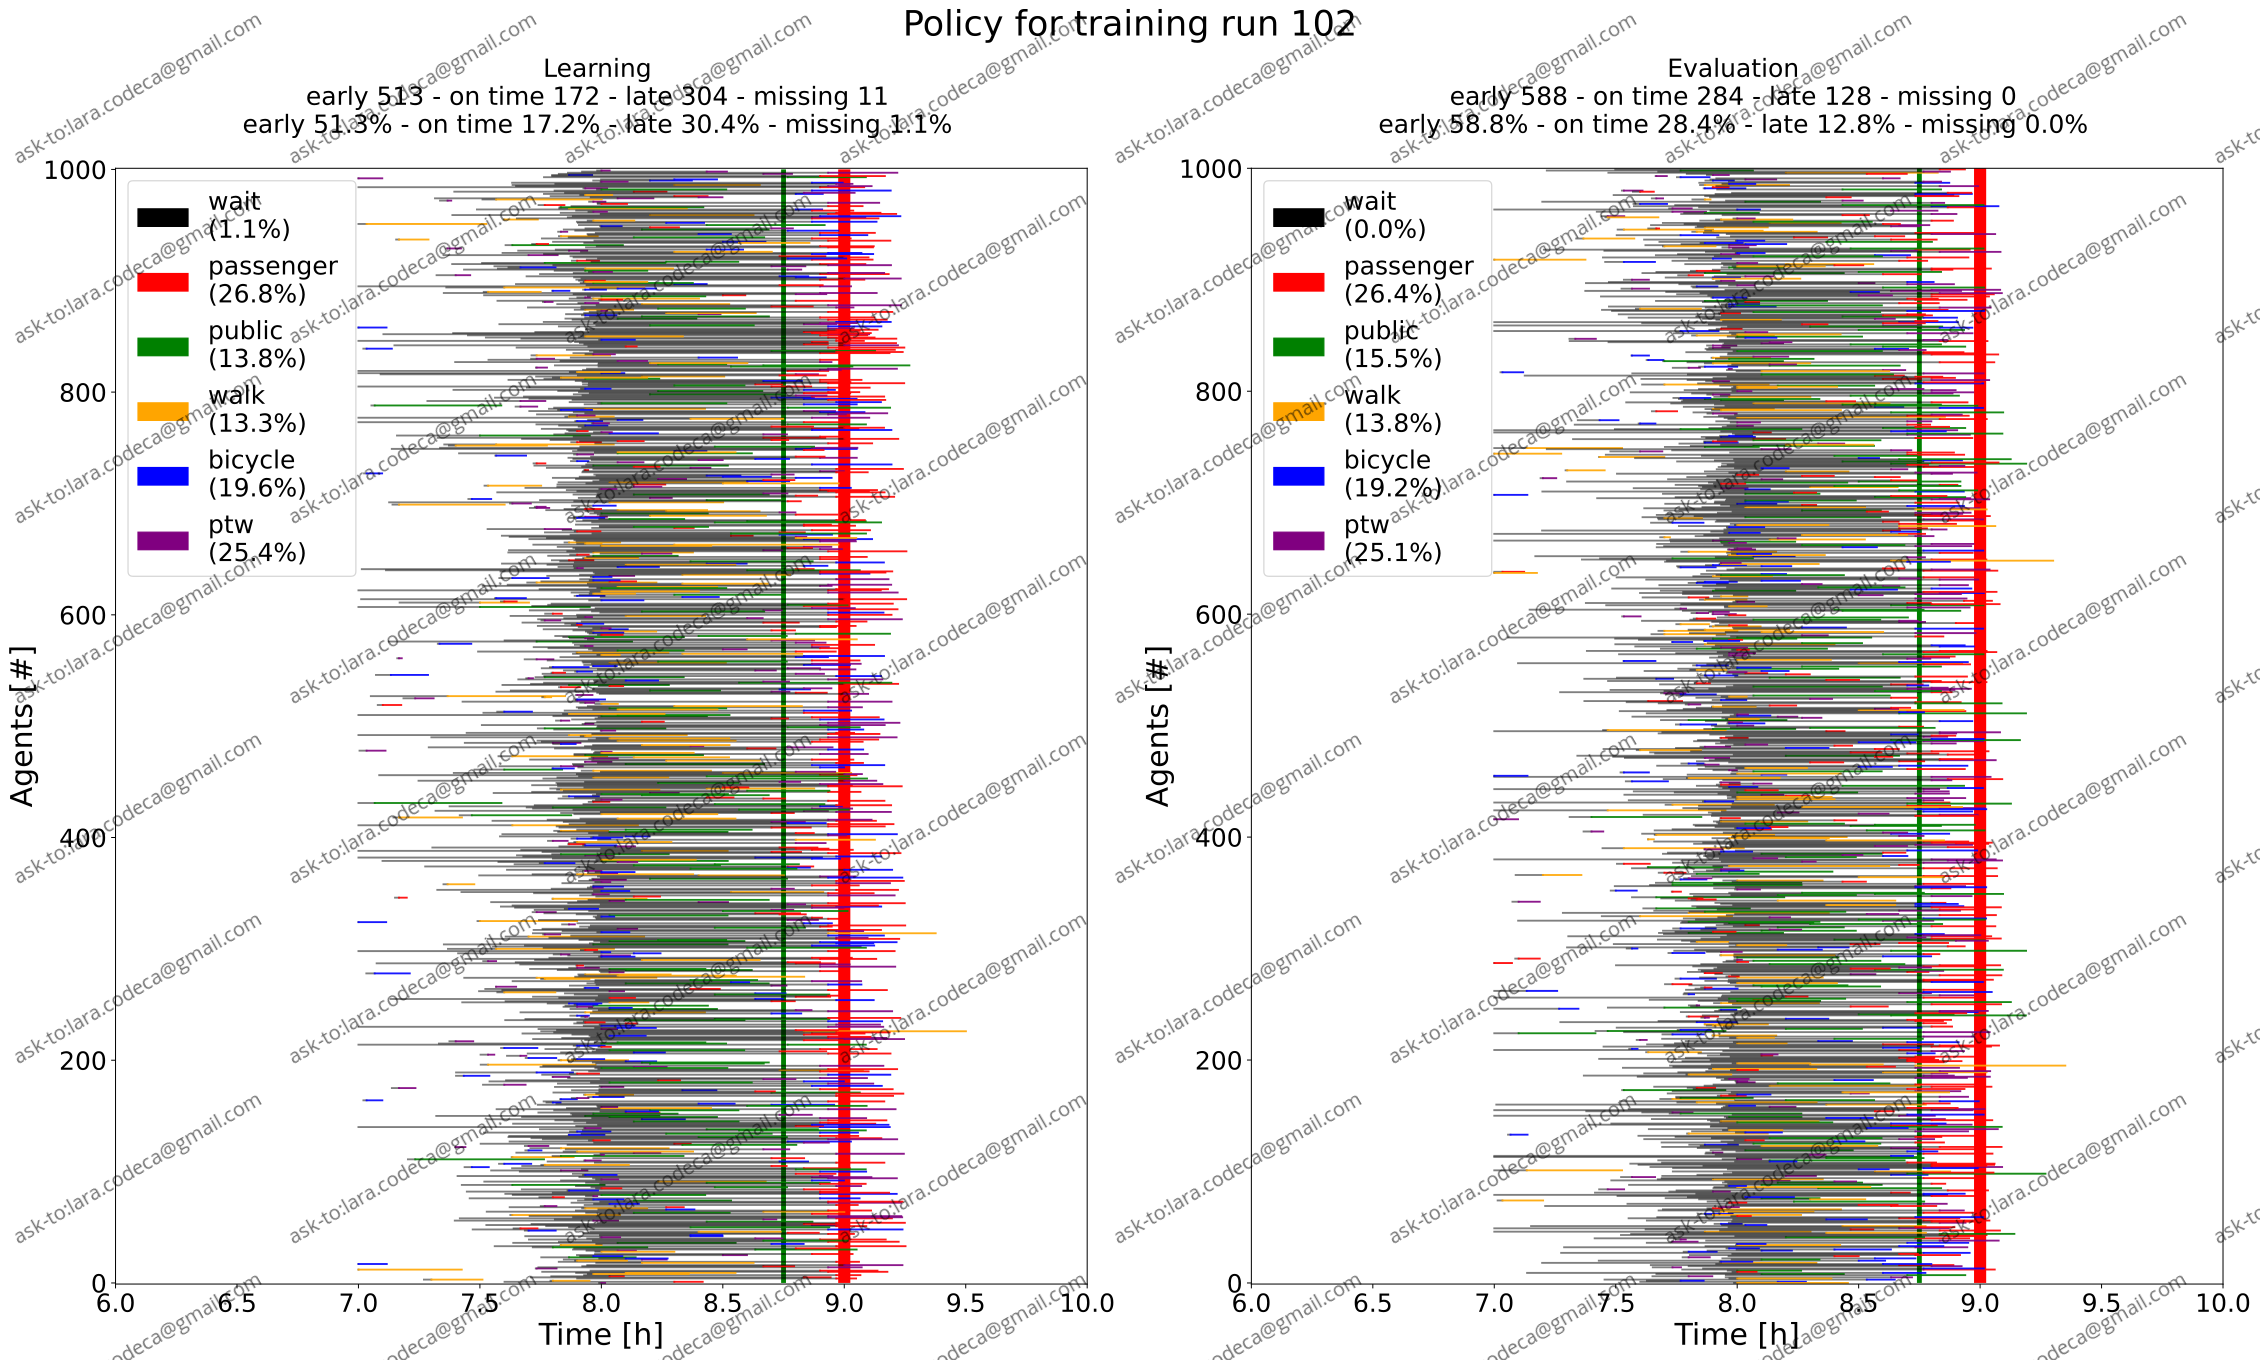 Policy for training run 102
Learning
early 513 - on time 172 - late 304 - missing 11
early 51.3% - on time 17.2% - late 30.4% - missing 1.1%
1000
800
600
400
200
0
Agents [#]
wait
(1.1%)
passenger
(26.8%)
public
(13.8%)
walk
(13.3%)
bicycle
(19.6%)
ptw
(25.4%)
6.0 6.5 7.0 7.5 8.0 8.5 9.0 9.5 10.0
Time [h]
Evaluation
early 588 - on time 284 - late 128 - missing 0
early 58.8% - on time 28.4% - late 12.8% - missing 0.0%
1000
800
600
400
200
0
Agents [#]
wait
(0.0%)
passenger
(26.4%)
public
(15.5%)
walk
(13.8%)
bicycle
(19.2%)
ptw
(25.1%)
6.0 6.5 7.0 7.5 8.0 8.5 9.0 9.5 10.0
Time [h]
ask-to:lara.codeca@gmail.com